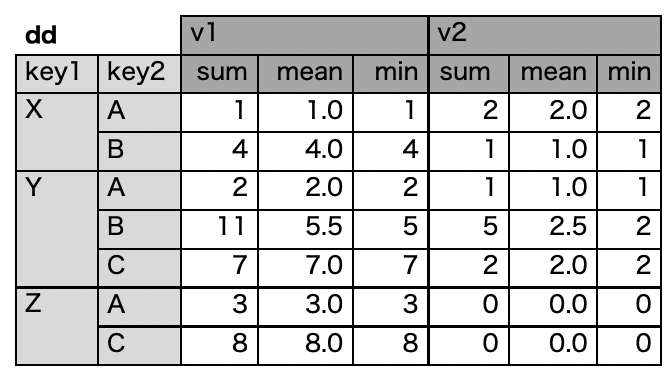 dd v1 v2
key1 key2 sum mean min sum mean min
X A 1 1.0 1 2 2.0 2
B 4 4.0 4 1 1.0 1
Y A 2 2.0 2 1 1.0 1
B 11 5.5 5 5 2.5 2
C 7 7.0 7 2 2.0 2
Z A 3 3.0 3 0 0.0 0
C 8 8.0 8 0 0.0 0